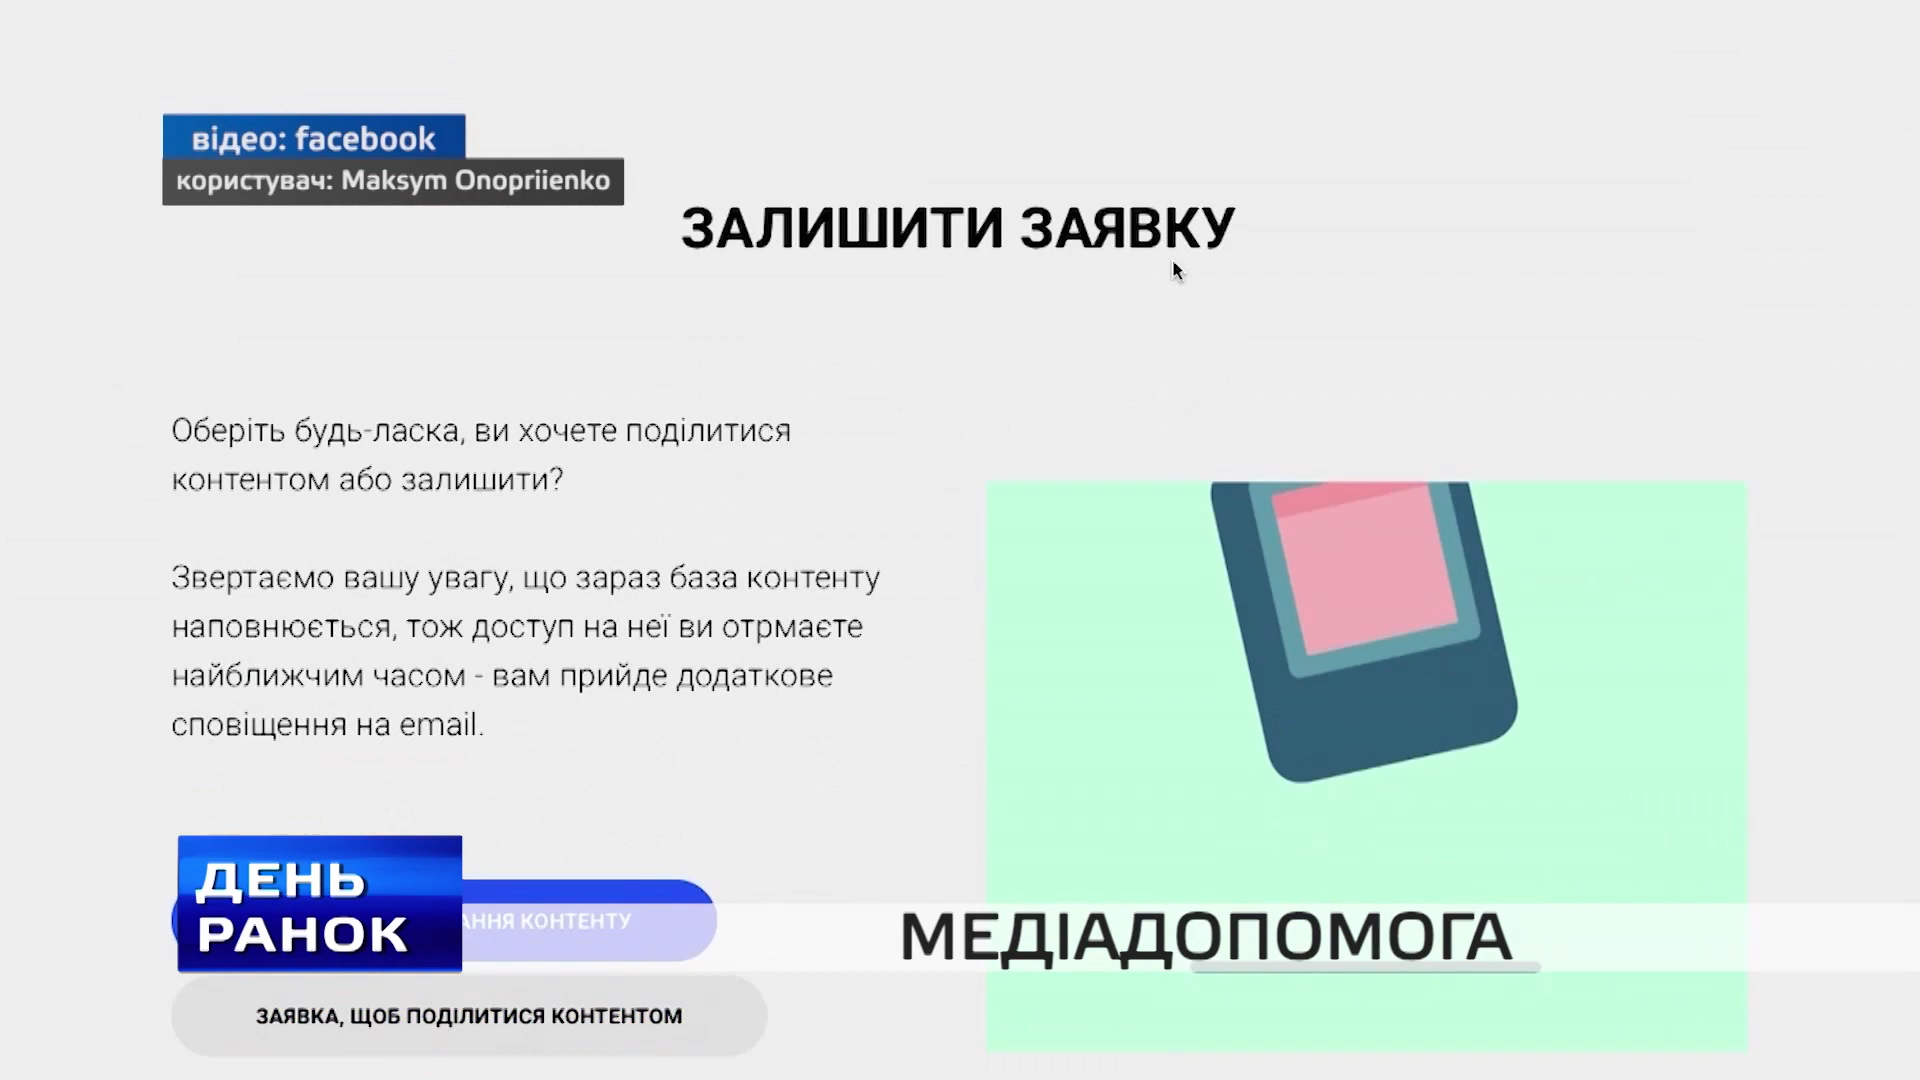 відео: facebook
користувач: Maksym Onopriienko
ЗАЛИШИТИ ЗАЯВКУ
Оберіть будь-ласка, ви хочете поділитися
контентом або залишити?
Звертаємо вашу увагу, що зараз база контенту
наповнюється, тож доступ на неї ви отрмаєте
найближчим часом - вам прийде додаткове
сповіщення на email.
ДЕНЬ
РАНОК
КОНТЕНТУ
МЕДІАДОПОМОГА
ЗАЯВКА, ЩОБ ПОДІЛИТИСЯ КОНТЕНТОМ